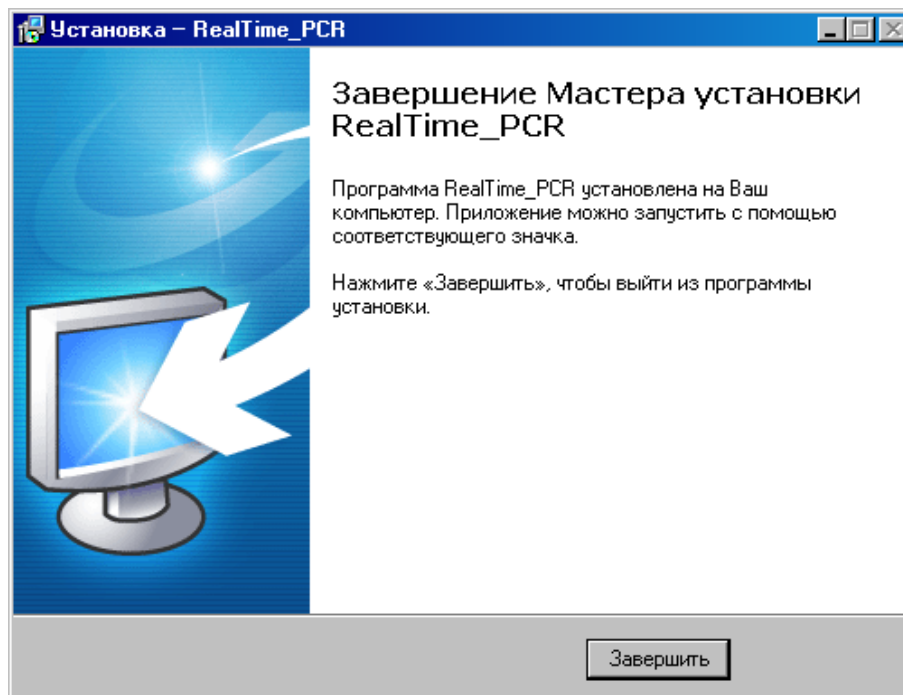 Установка – RealTime_PCR
Завершение Мастера установки
RealTime_PCR
Программа RealTime_PCR установлена на Ваш
компьютер. Приложение можно запустить с помощью
соответствующего значка.
Нажмите «Завершить», чтобы выйти из программы
установки.
Завершить